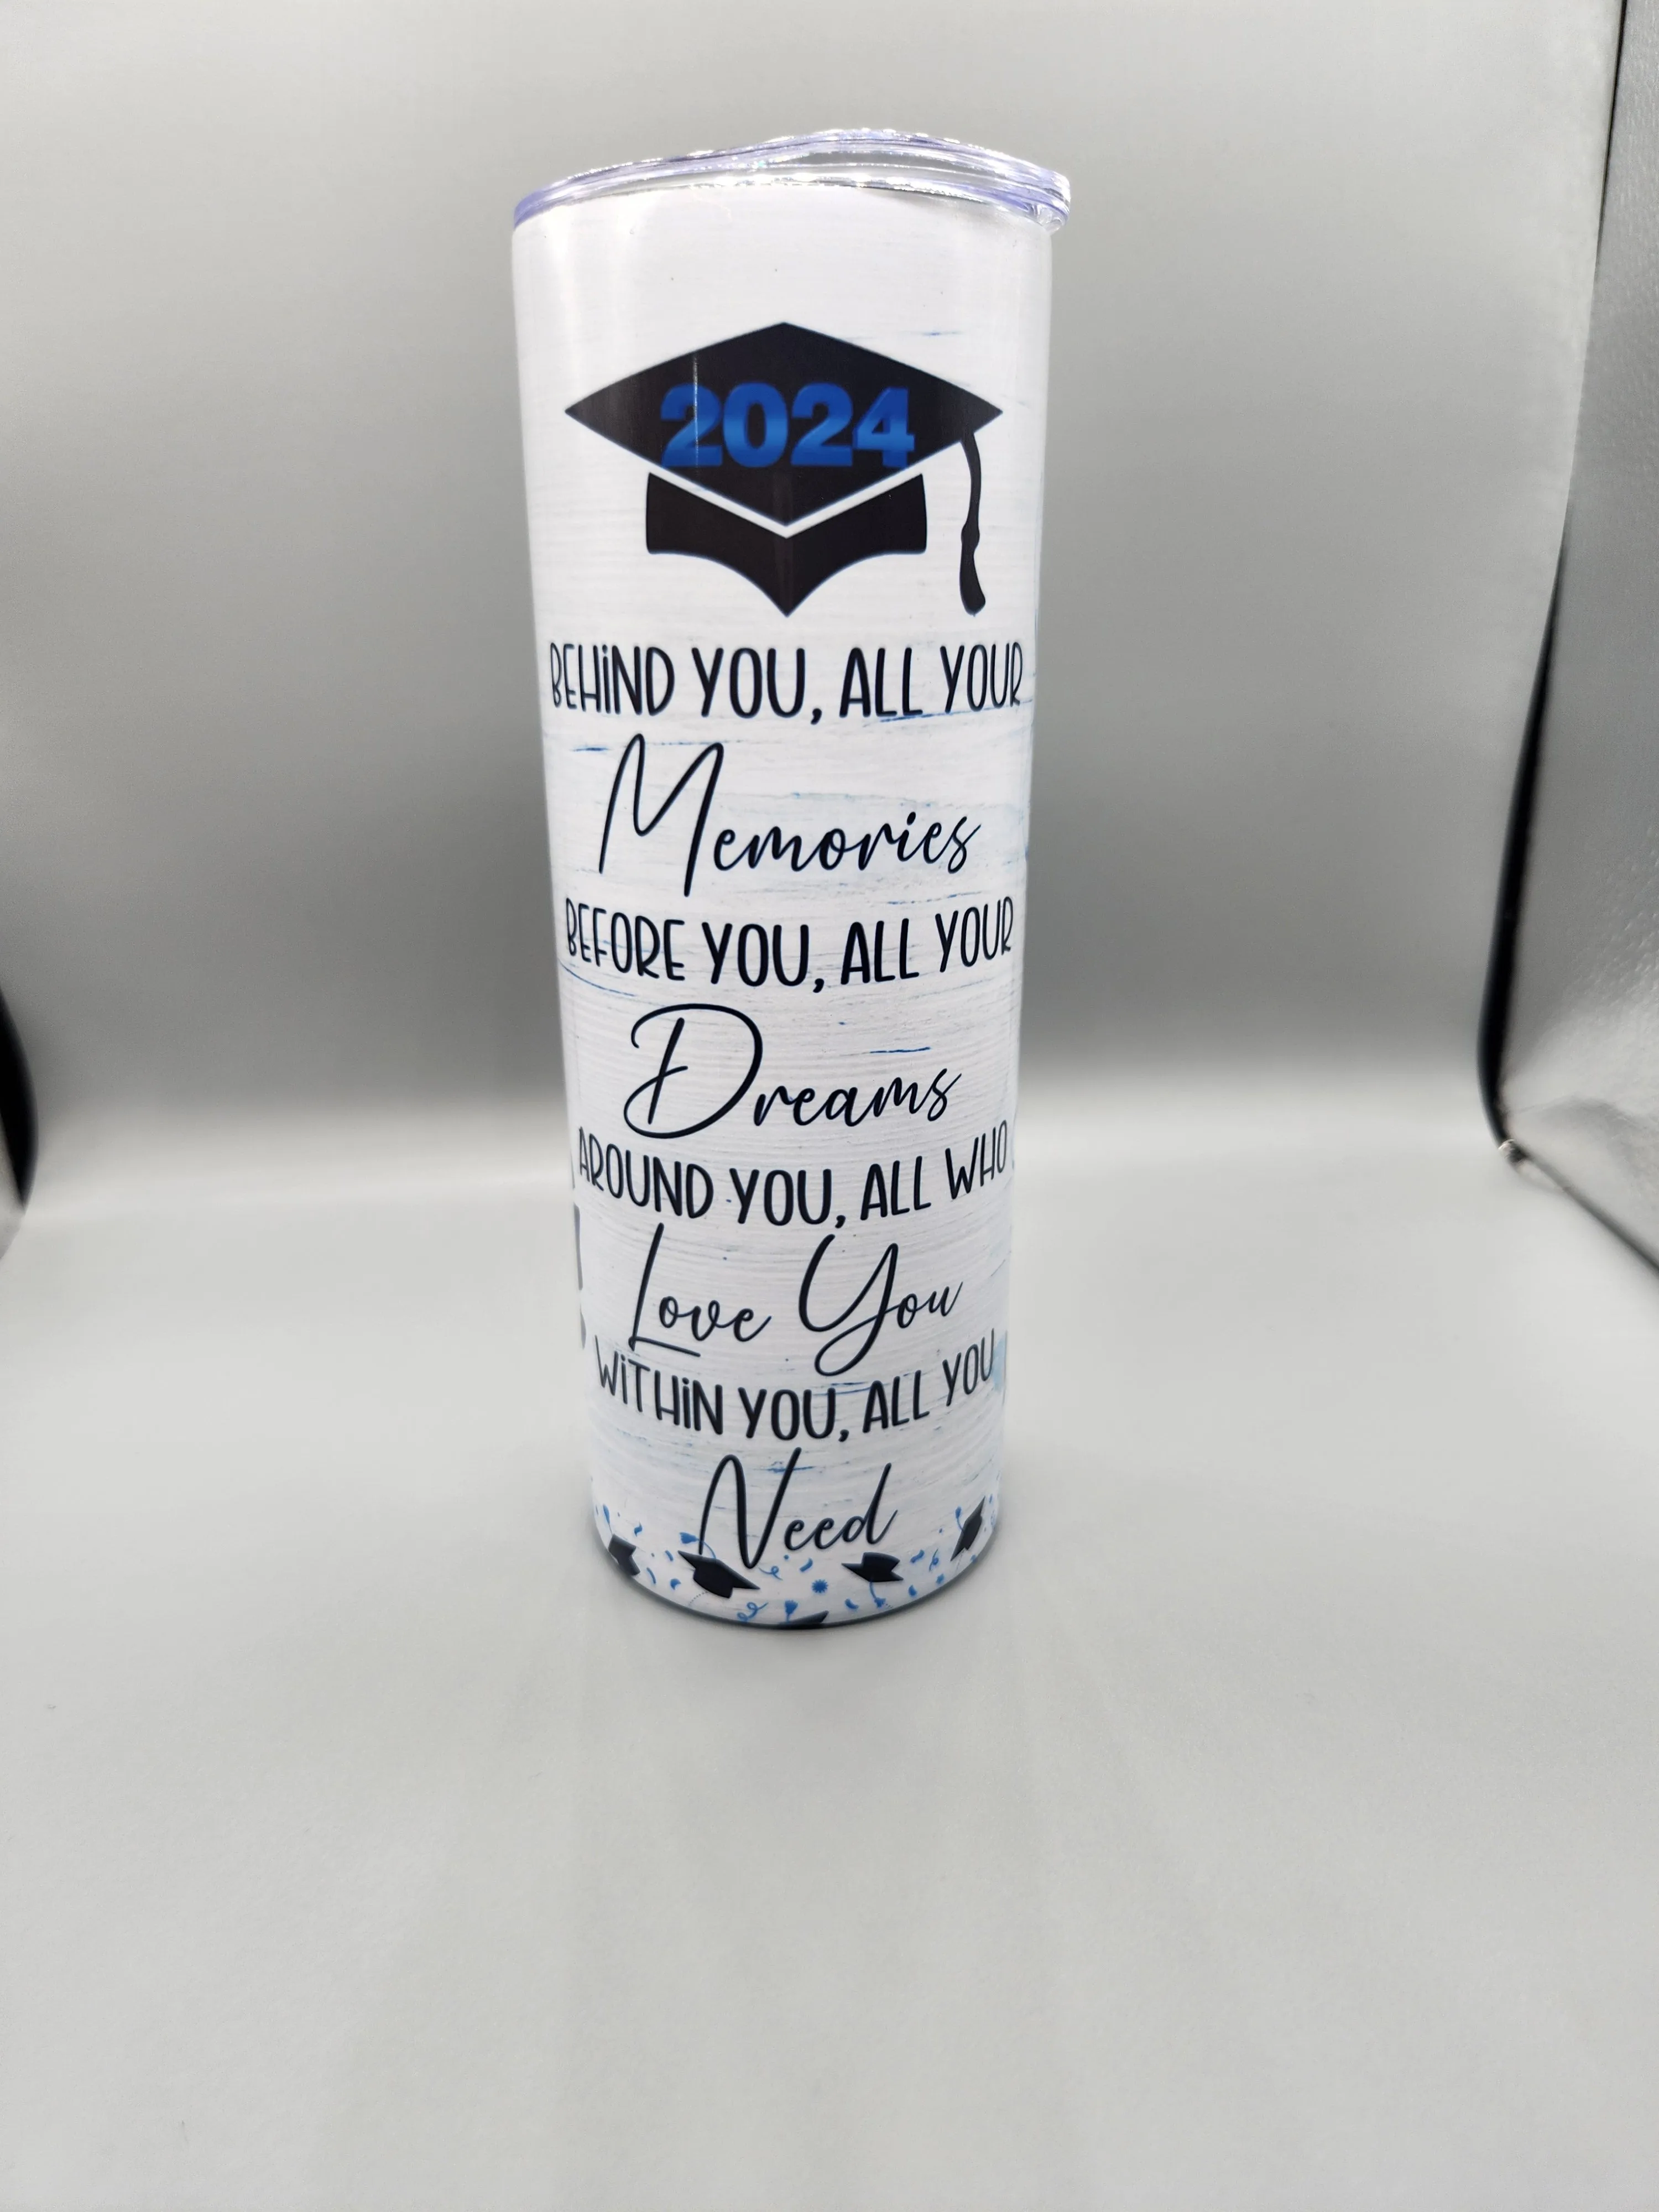 2024
BEHiND YOU, ALL YOUR
Memories
BEFORE YOU, ALL YOUR
Dreams
AROUND YOU, ALL WHO
Love You
WiTHiN YOU, ALL YOU
Need